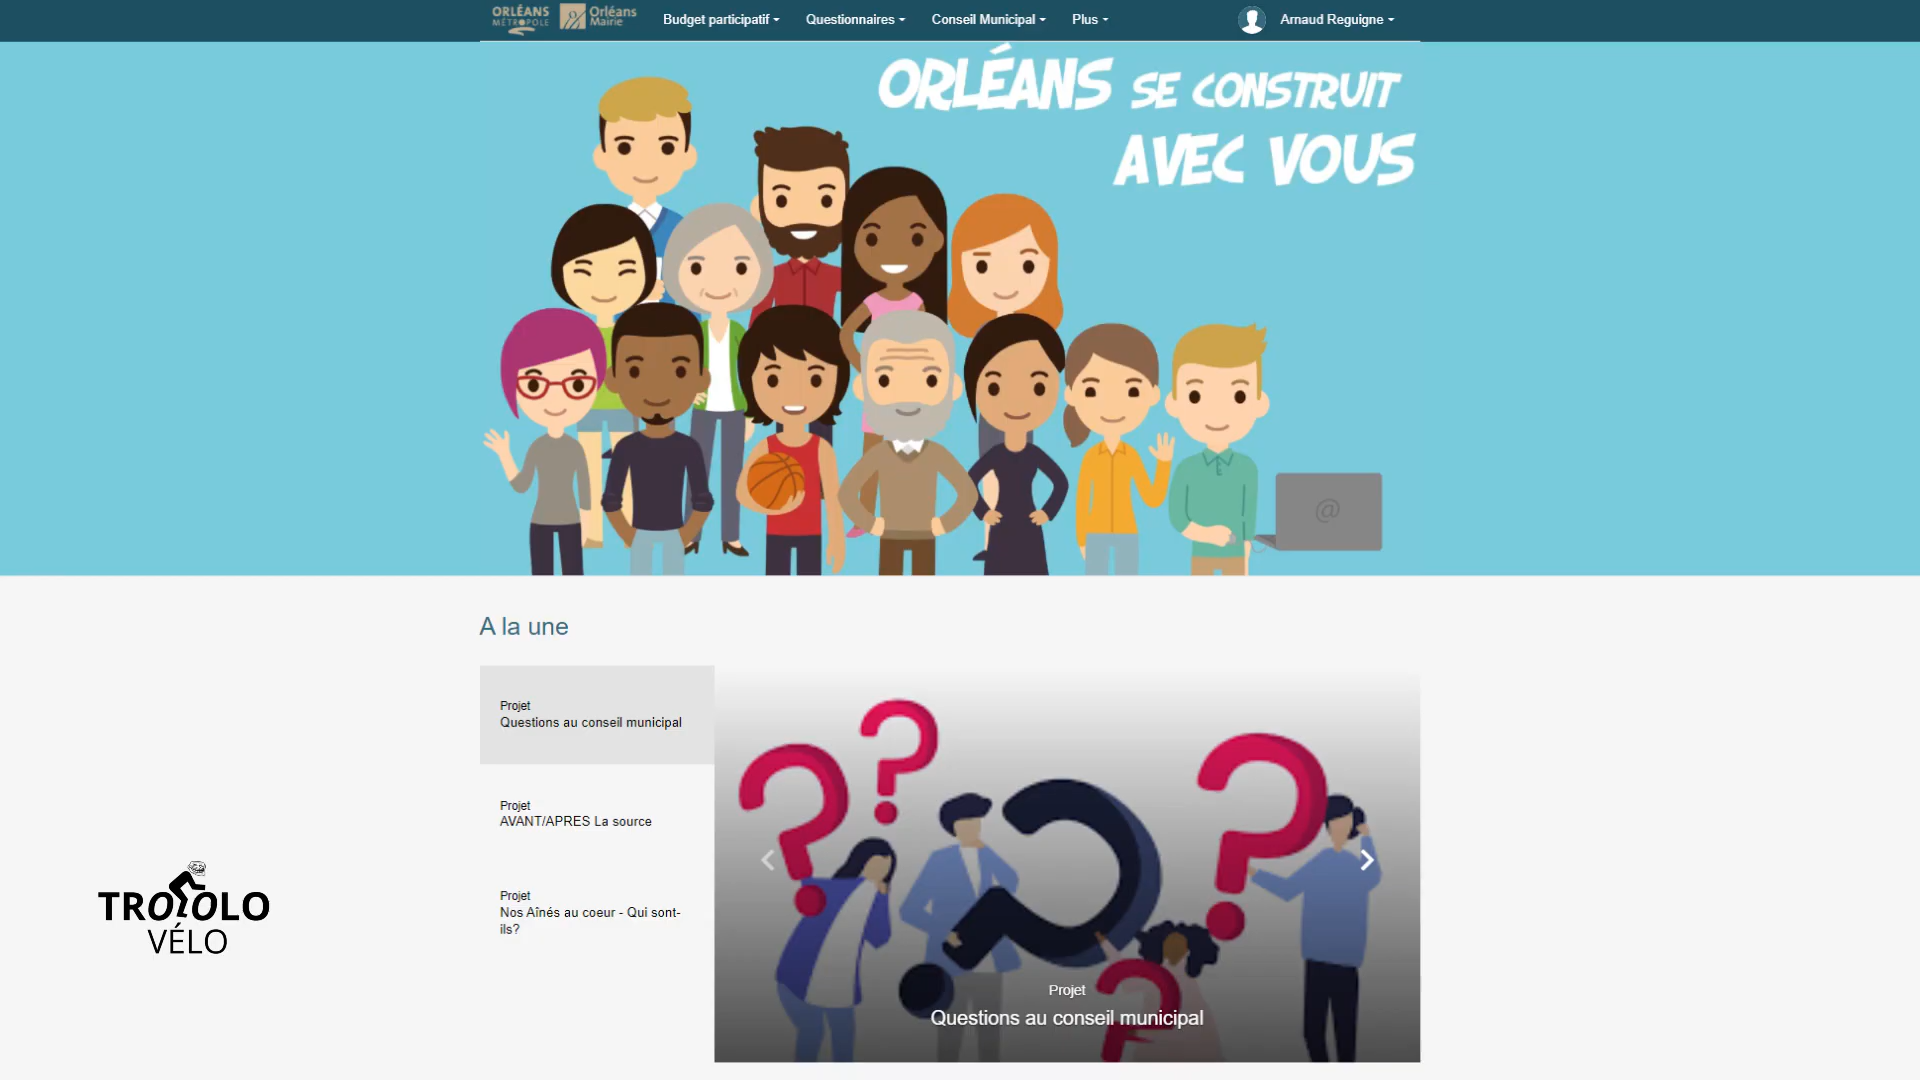 ORLÉANS
MÉTROPOLE
Orléans
Mairie
Budget participatif
Questionnaires
Conseil Municipal
Plus
Arnaud Reguigne
ORLÉANS SE CONSTRUIT
AVEC VOUS
@
A la une
Projet
Questions au conseil municipal
Projet
AVANT/APRES La source
Projet
Nos Aînés au coeur - Qui sont-
ils?
Projet
Questions au conseil municipal
TROLOLO
VÉLO